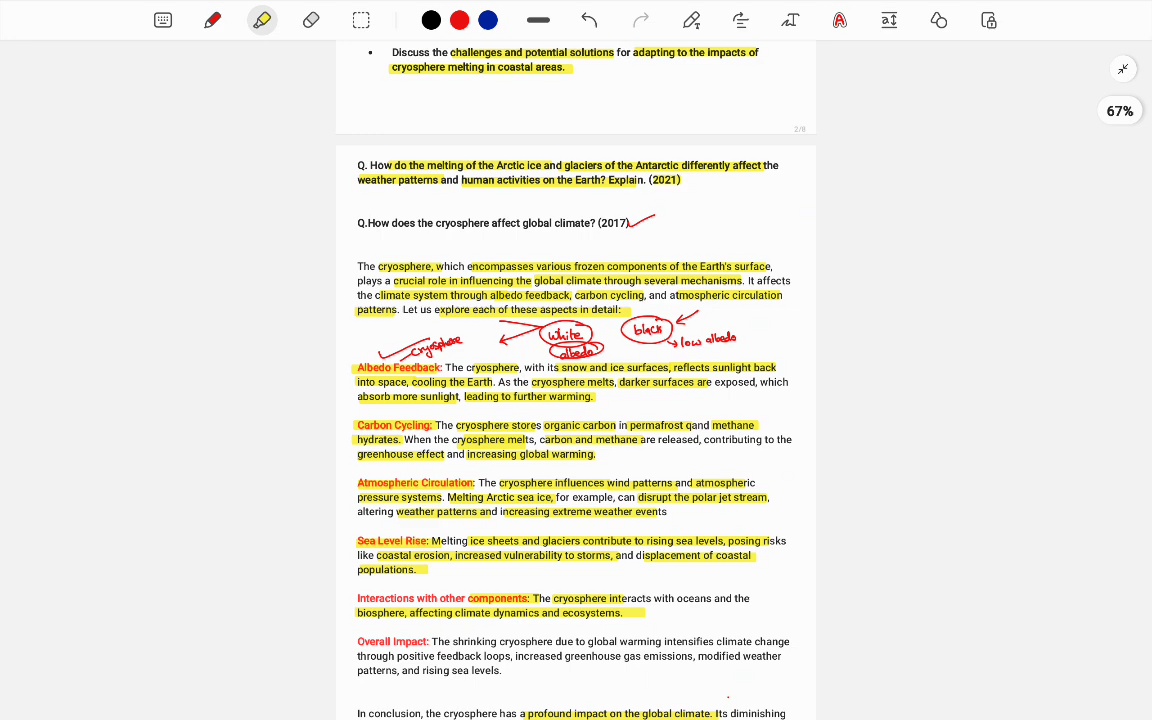 67%
• Discuss the challenges and potential solutions for adapting to the impacts of
cryosphere melting in coastal areas.
2/8
Q. How do the melting of the Arctic ice and glaciers of the Antarctic differently affect the
weather patterns and human activities on the Earth? Explain. (2021)
Q.How does the cryosphere affect global climate? (2017)
The cryosphere, which encompasses various frozen components of the Earth's surface,
plays a crucial role in influencing the global climate through several mechanisms. It affects
the climate system through albedo feedback, carbon cycling, and atmospheric circulation
patterns. Let us explore each of these aspects in detail:
white
black
low albedo
cryosphere
albedo
Albedo Feedback: The cryosphere, with its snow and ice surfaces, reflects sunlight back
into space, cooling the Earth. As the cryosphere melts, darker surfaces are exposed, which
absorb more sunlight, leading to further warming.
Carbon Cycling: The cryosphere stores organic carbon in permafrost qand methane
hydrates. When the cryosphere melts, carbon and methane are released, contributing to the
greenhouse effect and increasing global warming.
Atmospheric Circulation: The cryosphere influences wind patterns and atmospheric
pressure systems. Melting Arctic sea ice, for example, can disrupt the polar jet stream,
altering weather patterns and increasing extreme weather events
Sea Level Rise: Melting ice sheets and glaciers contribute to rising sea levels, posing risks
like coastal erosion, increased vulnerability to storms, and displacement of coastal
populations.
Interactions with other components: The cryosphere interacts with oceans and the
biosphere, affecting climate dynamics and ecosystems.
Overall Impact: The shrinking cryosphere due to global warming intensifies climate change
through positive feedback loops, increased greenhouse gas emissions, modified weather
patterns, and rising sea levels.
In conclusion, the cryosphere has a profound impact on the global climate. Its diminishing